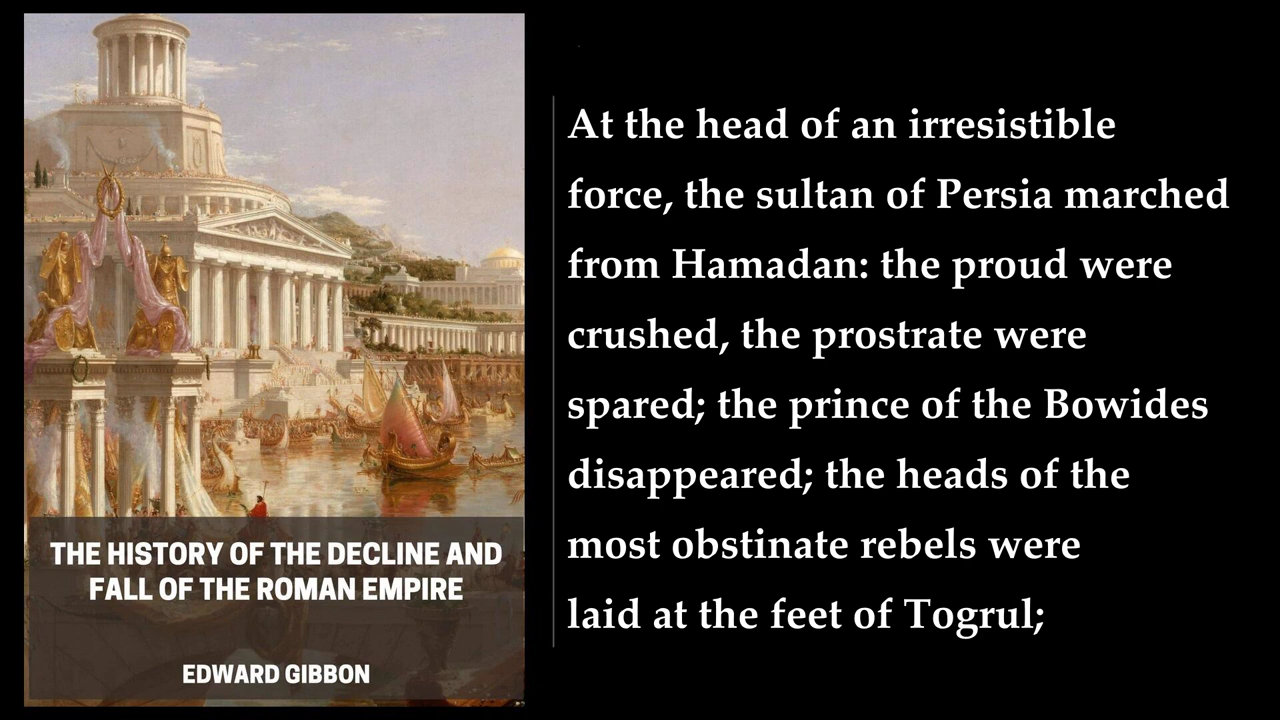 THE HISTORY OF THE DECLINE AND
FALL OF THE ROMAN EMPIRE
EDWARD GIBBON
At the head of an irresistible
force, the sultan of Persia marched
from Hamadan: the proud were
crushed, the prostrate were
spared; the prince of the Bowides
disappeared; the heads of the
most obstinate rebels were
laid at the feet of Togrul;